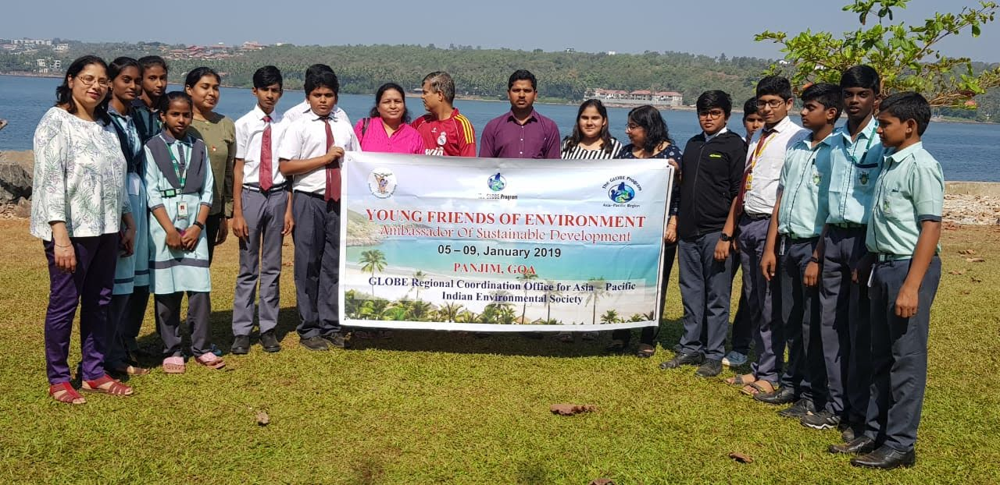 The GLOBE Program
The GLOBE Program
Asia-Pacific Region
YOUNG FRIENDS OF ENVIRONMENT
Ambassador Of Sustainable Development
05 – 09, January 2019
PANJIM, GOA
GLOBE Regional Coordination Office for Asia – Pacific
Indian Environmental Society